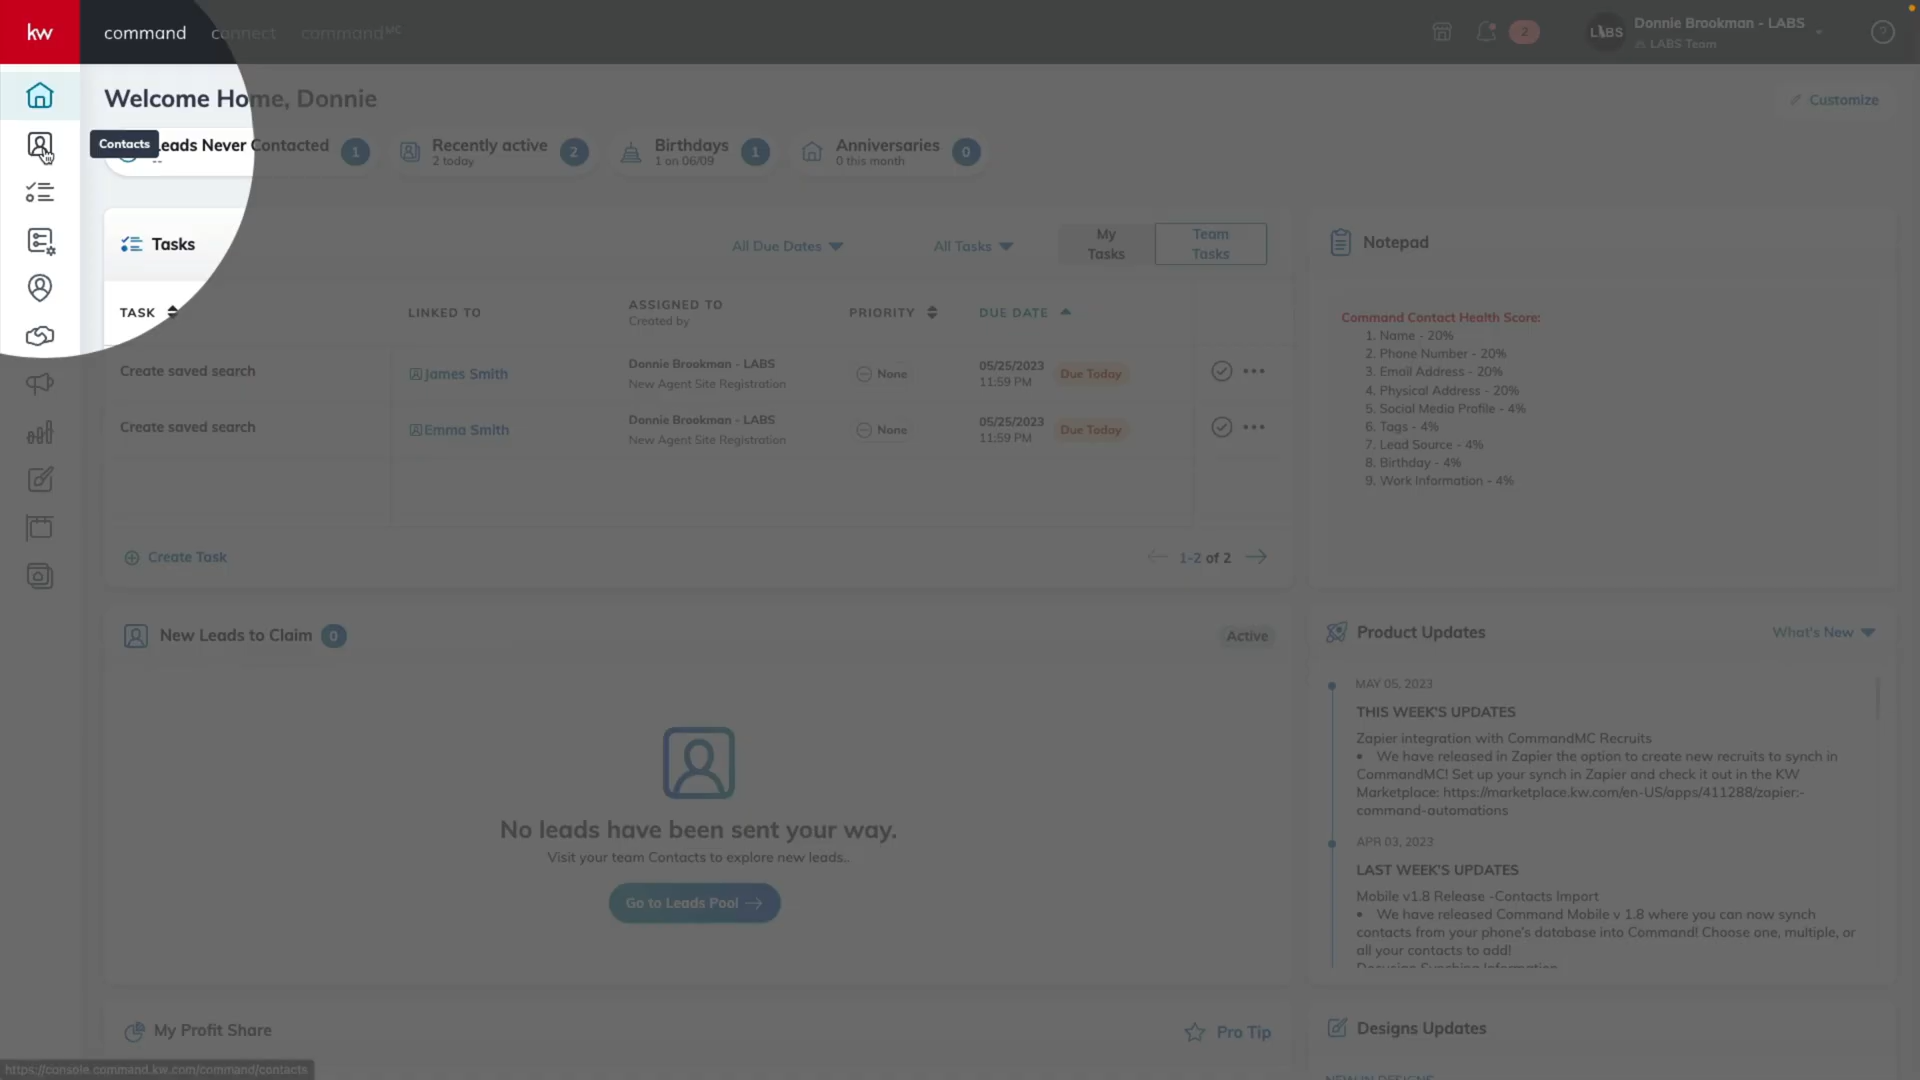 kw
command
connect
commandMC
2
LABS
Donnie Brookman - LABS
LABS Team
?
Welcome Home, Donnie
Customize
Contacts
eads Never Contacted
--
1
Recently active
2 today
2
Birthdays
1 on 06/09
1
Anniversaries
0 this month
0
Tasks
All Due Dates
All Tasks
My
Tasks
Team
Tasks
TASK
LINKED TO
ASSIGNED TO
Created by
PRIORITY
DUE DATE
Create saved search
James Smith
Donnie Brookman - LABS
New Agent Site Registration
None
05/25/2023
11:59 PM
Due Today
Create saved search
Emma Smith
Donnie Brookman - LABS
New Agent Site Registration
None
05/25/2023
11:59 PM
Due Today
Create Task
1-2 of 2
Notepad
Command Contact Health Score:
1. Name - 20%
2. Phone Number - 20%
3. Email Address - 20%
4. Physical Address - 20%
5. Social Media Profile - 4%
6. Tags - 4%
7. Lead Source - 4%
8. Birthday - 4%
9. Work Information - 4%
New Leads to Claim
0
Active
No leads have been sent your way.
Visit your team Contacts to explore new leads..
Go to Leads Pool
Product Updates
What's New
MAY 05, 2023
THIS WEEK'S UPDATES
Zapier integration with CommandMC Recruits
• We have released in Zapier the option to create new recruits to synch in
CommandMC! Set up your synch in Zapier and check it out in the KW
Marketplace: https://marketplace.kw.com/en-US/apps/411288/zapier:-
command-automations
APR 03, 2023
LAST WEEK'S UPDATES
Mobile v1.8 Release -Contacts Import
• We have released Command Mobile v 1.8 where you can now synch
contacts from your phone's database into Command! Choose one, multiple, or
all your contacts to add!
Docusign Synching Information
My Profit Share
Pro Tip
Designs Updates
NEW IN DESIGNS
https://console.command.kw.com/command/contacts